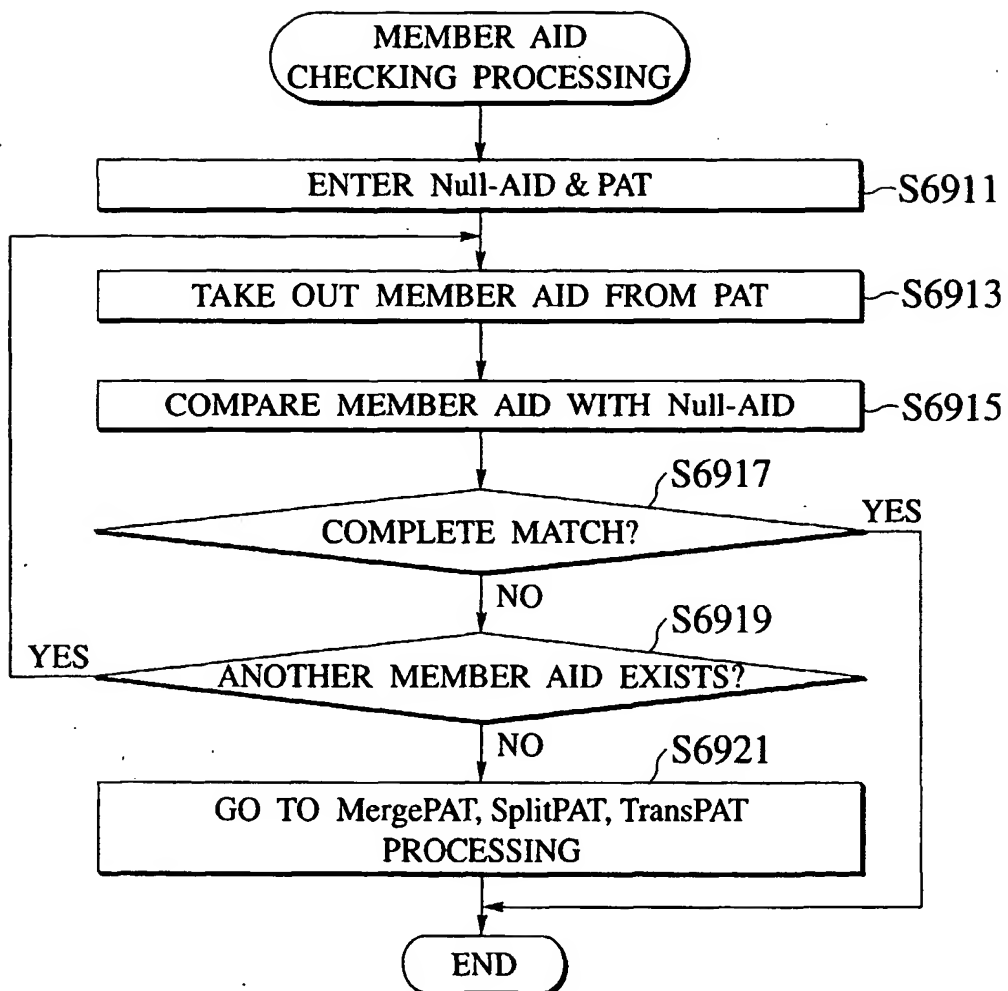 MEMBER AID
CHECKING PROCESSING
ENTER Null-AID & PAT
S6911
TAKE OUT MEMBER AID FROM PAT
S6913
COMPARE MEMBER AID WITH Null-AID
S6915
S6917
COMPLETE MATCH?
YES
NO
S6919
YES
ANOTHER MEMBER AID EXISTS?
NO
S6921
GO TO MergePAT, SplitPAT, TransPAT
PROCESSING
END